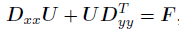 $D_{xx}U + UD_{yy}^{T} = F,$